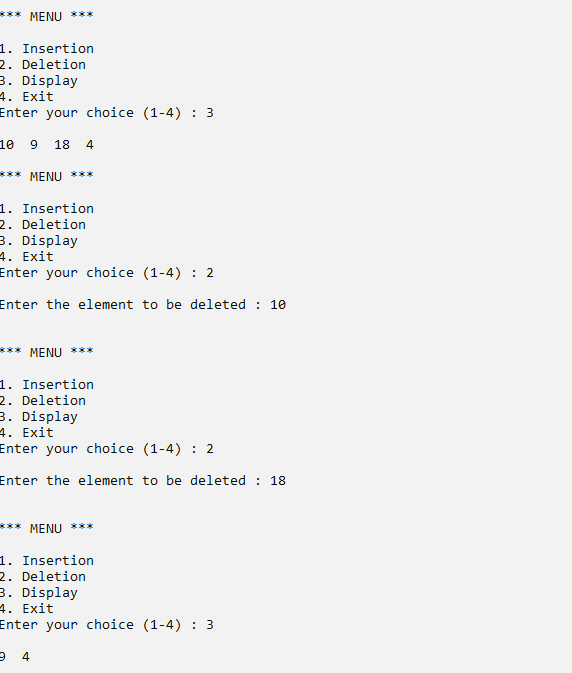 *** MENU ***
1. Insertion
2. Deletion
3. Display
4. Exit
Enter your choice (1-4) : 3
10  9  18  4
*** MENU ***
1. Insertion
2. Deletion
3. Display
4. Exit
Enter your choice (1-4) : 2
Enter the element to be deleted : 10
*** MENU ***
1. Insertion
2. Deletion
3. Display
4. Exit
Enter your choice (1-4) : 2
Enter the element to be deleted : 18
*** MENU ***
1. Insertion
2. Deletion
3. Display
4. Exit
Enter your choice (1-4) : 3
9  4